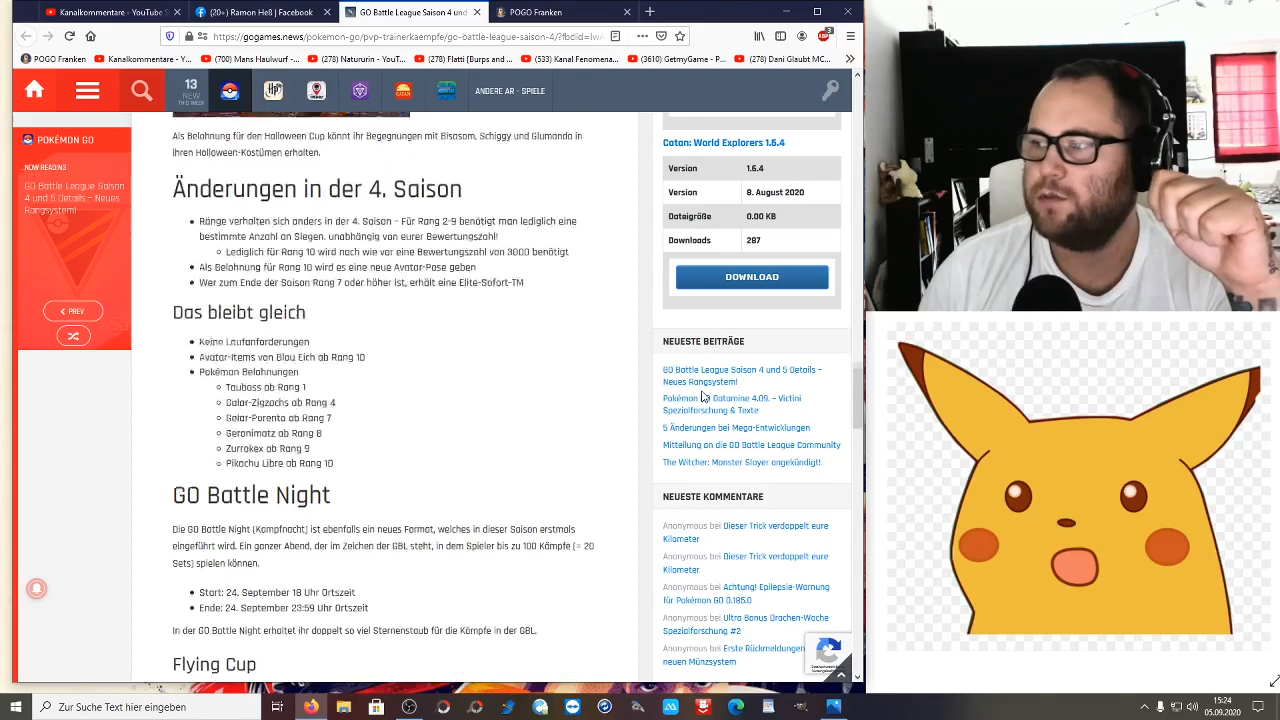 Kanalkommentare - YouTube S
(20+) Ramon Heß | Facebook
GO Battle League Saison 4 und
POGO Franken
https://gogames.news/pokemon-go/pvp-trainerkaempfe/go-battle-league-saison-4/?fbclid=IwA
POGO Franken
Kanalkommentare - Y...
(700) Mans Haulwurf - ...
(278) Natururin - YouT...
(278) Flatti [Burps and ...
(533) Kanal Fenomena...
(3610) GetmyGame - P...
(278) Dani Glaubt MC...
13
NEW
THIS WEEK
ANDERE AR - SPIELE
POKÉMON GO
NOW READING
GO Battle League Saison
4 und 5 Details – Neues
Rangsystem!
PREV
Als Belohnung für den Halloween Cup könnt ihr Begegnungen mit Bisasam, Schiggy und Glumanda in
ihren Halloween-Kostümen erhalten.
Änderungen in der 4. Saison
Ränge verhalten sich anders in der 4. Saison – Für Rang 2-9 benötigt man lediglich eine
bestimmte Anzahl an Siegen, unabhängig von eurer Bewertungszahl!
Lediglich für Rang 10 wird nach wie vor eine Bewertungszahl von 3000 benötigt
Als Belohnung für Rang 10 wird es eine neue Avatar-Pose geben
Wer zum Ende der Saison Rang 7 oder höher ist, erhält eine Elite-Sofort-TM
Das bleibt gleich
Keine Laufanforderungen
Avatar-Items von Blau Eich ab Rang 10
Pokémon Belohnungen
Tauboss ab Rang 1
Galar-Zigzachs ab Rang 4
Galar-Porenta ab Rang 7
Geronimatz ab Rang 8
Zurrokex ab Rang 9
Pikachu Libre ab Rang 10
GO Battle Night
Die GO Battle Night (Kampfnacht) ist ebenfalls ein neues Format, welches in dieser Saison erstmals
eingeführt wird. Ein ganzer Abend, der im Zeichen der GBL steht, in dem Spieler bis zu 100 Kämpfe (= 20
Sets) spielen können.
Start: 24. September 18 Uhr Ortszeit
Ende: 24. September 23:59 Uhr Ortszeit
In der GO Battle Night erhaltet ihr doppelt so viel Sternenstaub für die Kämpfe in der GBL.
Flying Cup
Catan: World Explorers 1.6.4
Version 1.6.4
Version 8. August 2020
Dateigröße 0.00 KB
Downloads 287
DOWNLOAD
NEUESTE BEITRÄGE
GO Battle League Saison 4 und 5 Details –
Neues Rangsystem!
Pokémon Datamine 4.09. – Victini
Spezialforschung & Texte
5 Änderungen bei Mega-Entwicklungen
Mitteilung an die GO Battle League Community
The Witcher: Monster Slayer angekündigt!
NEUESTE KOMMENTARE
Anonymous bei Dieser Trick verdoppelt eure
Kilometer
Anonymous bei Dieser Trick verdoppelt eure
Kilometer
Anonymous bei Achtung! Epilepsie-Warnung
für Pokémon GO 0.185.0
Anonymous bei Ultra Bonus Drachen-Woche
Spezialforschung #2
Anonymous bei Erste Rückmeldungen
neuen Münzsystem
Zur Suche Text hier eingeben
15:24
05.09.2020